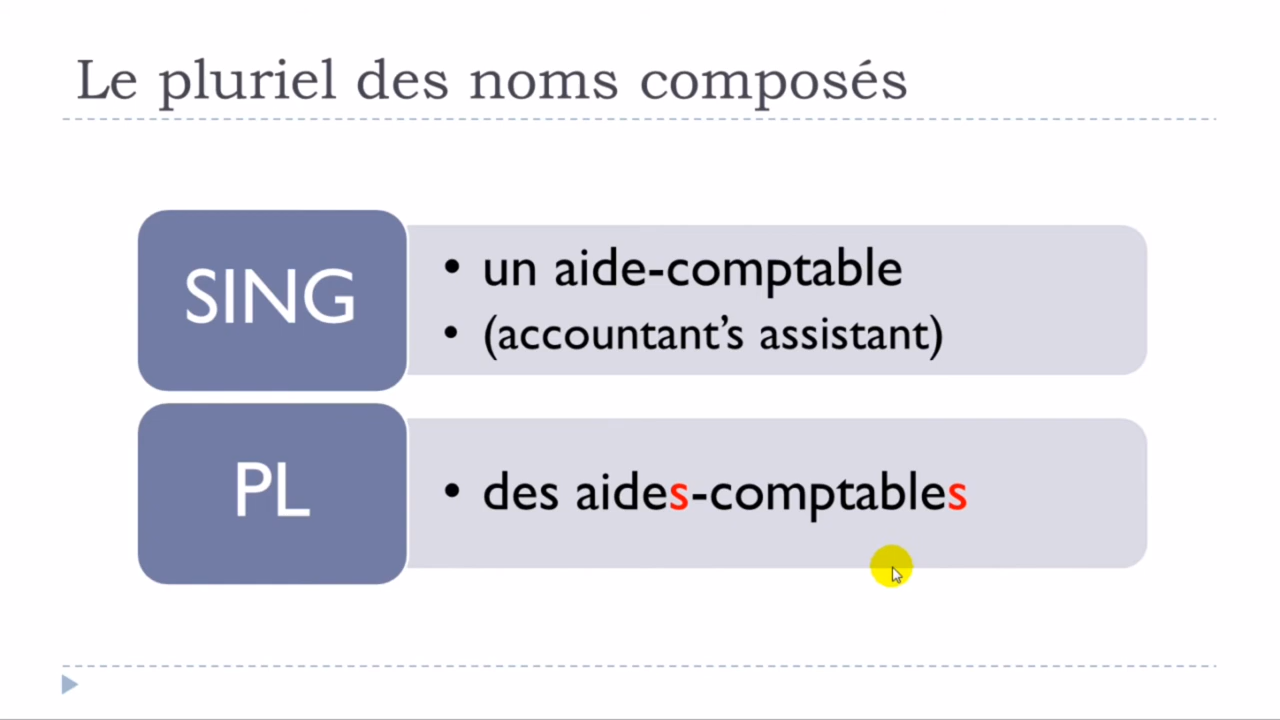 Le pluriel des noms composés
SING
• un aide-comptable
• (accountant’s assistant)
PL
• des aides-comptables